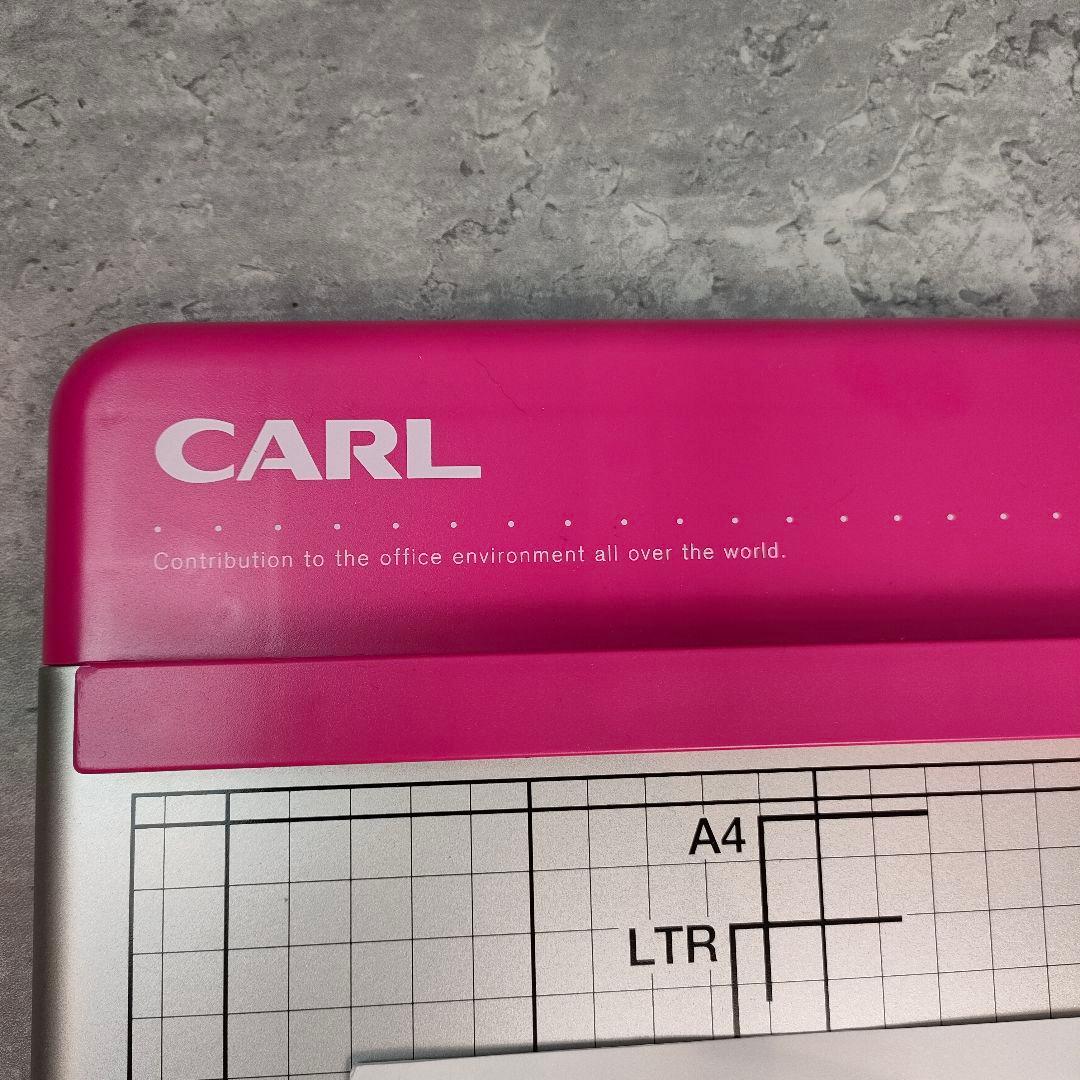 CARL
Contribution to the office environment all over the world.
A4
LTR